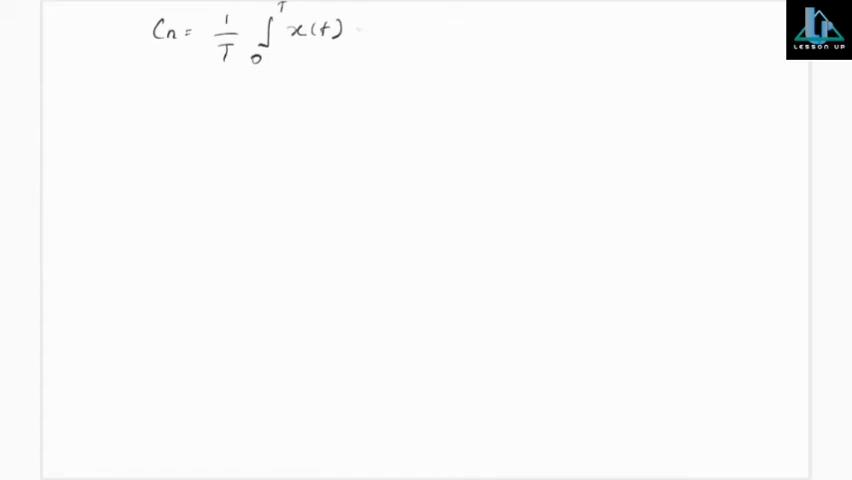 Cn = 1/T ∫₀ᵀ x(t)
LESSON UP